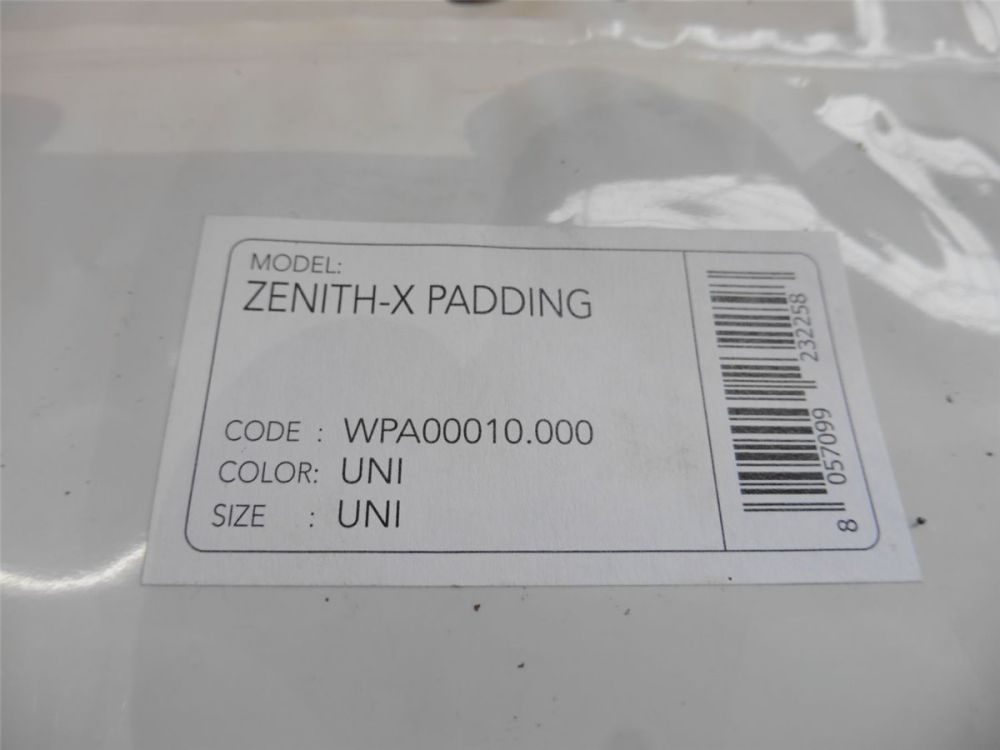 MODEL:
ZENITH-X PADDING
CODE : WPA00010.000
COLOR: UNI
SIZE : UNI
8 057099 232258